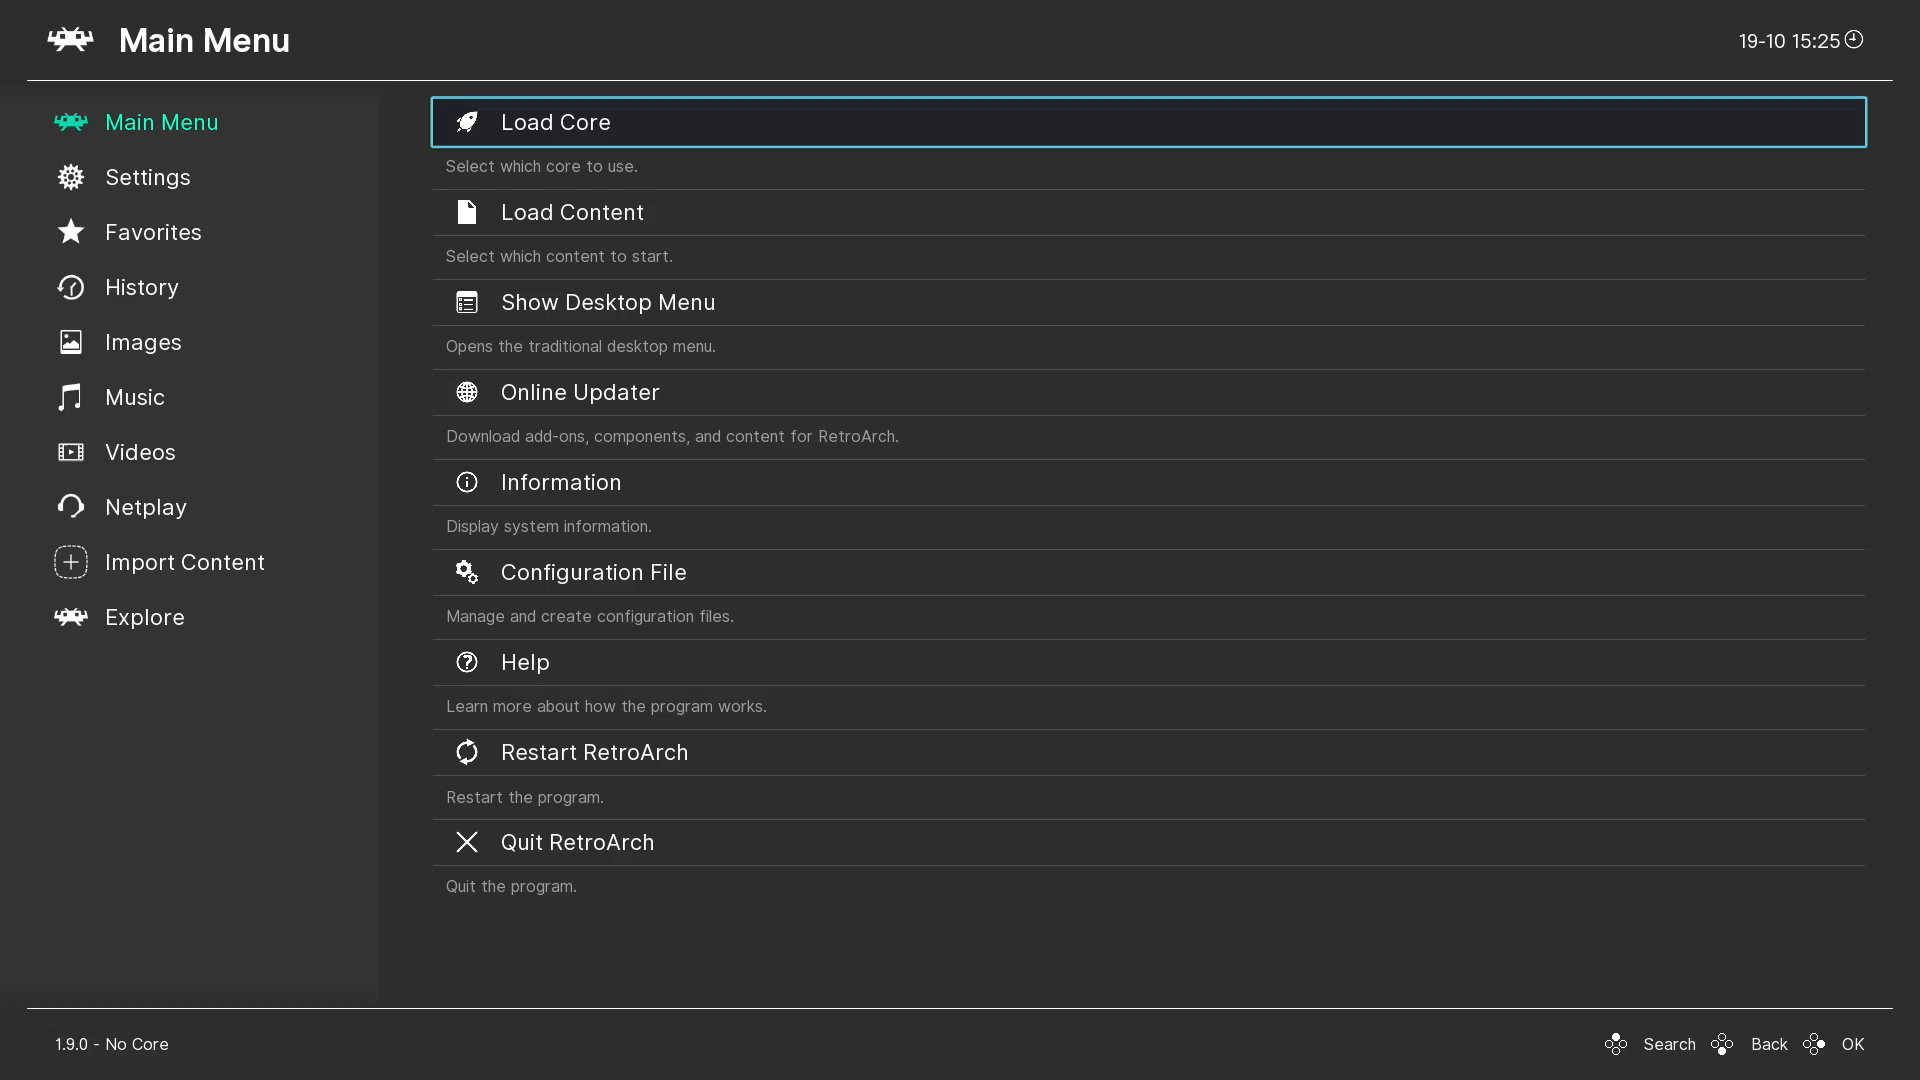 Main Menu
19-10 15:25
Main Menu
Settings
Favorites
History
Images
Music
Videos
Netplay
Import Content
Explore
Load Core
Select which core to use.
Load Content
Select which content to start.
Show Desktop Menu
Opens the traditional desktop menu.
Online Updater
Download add-ons, components, and content for RetroArch.
Information
Display system information.
Configuration File
Manage and create configuration files.
Help
Learn more about how the program works.
Restart RetroArch
Restart the program.
Quit RetroArch
Quit the program.
1.9.0 - No Core
Search Back OK